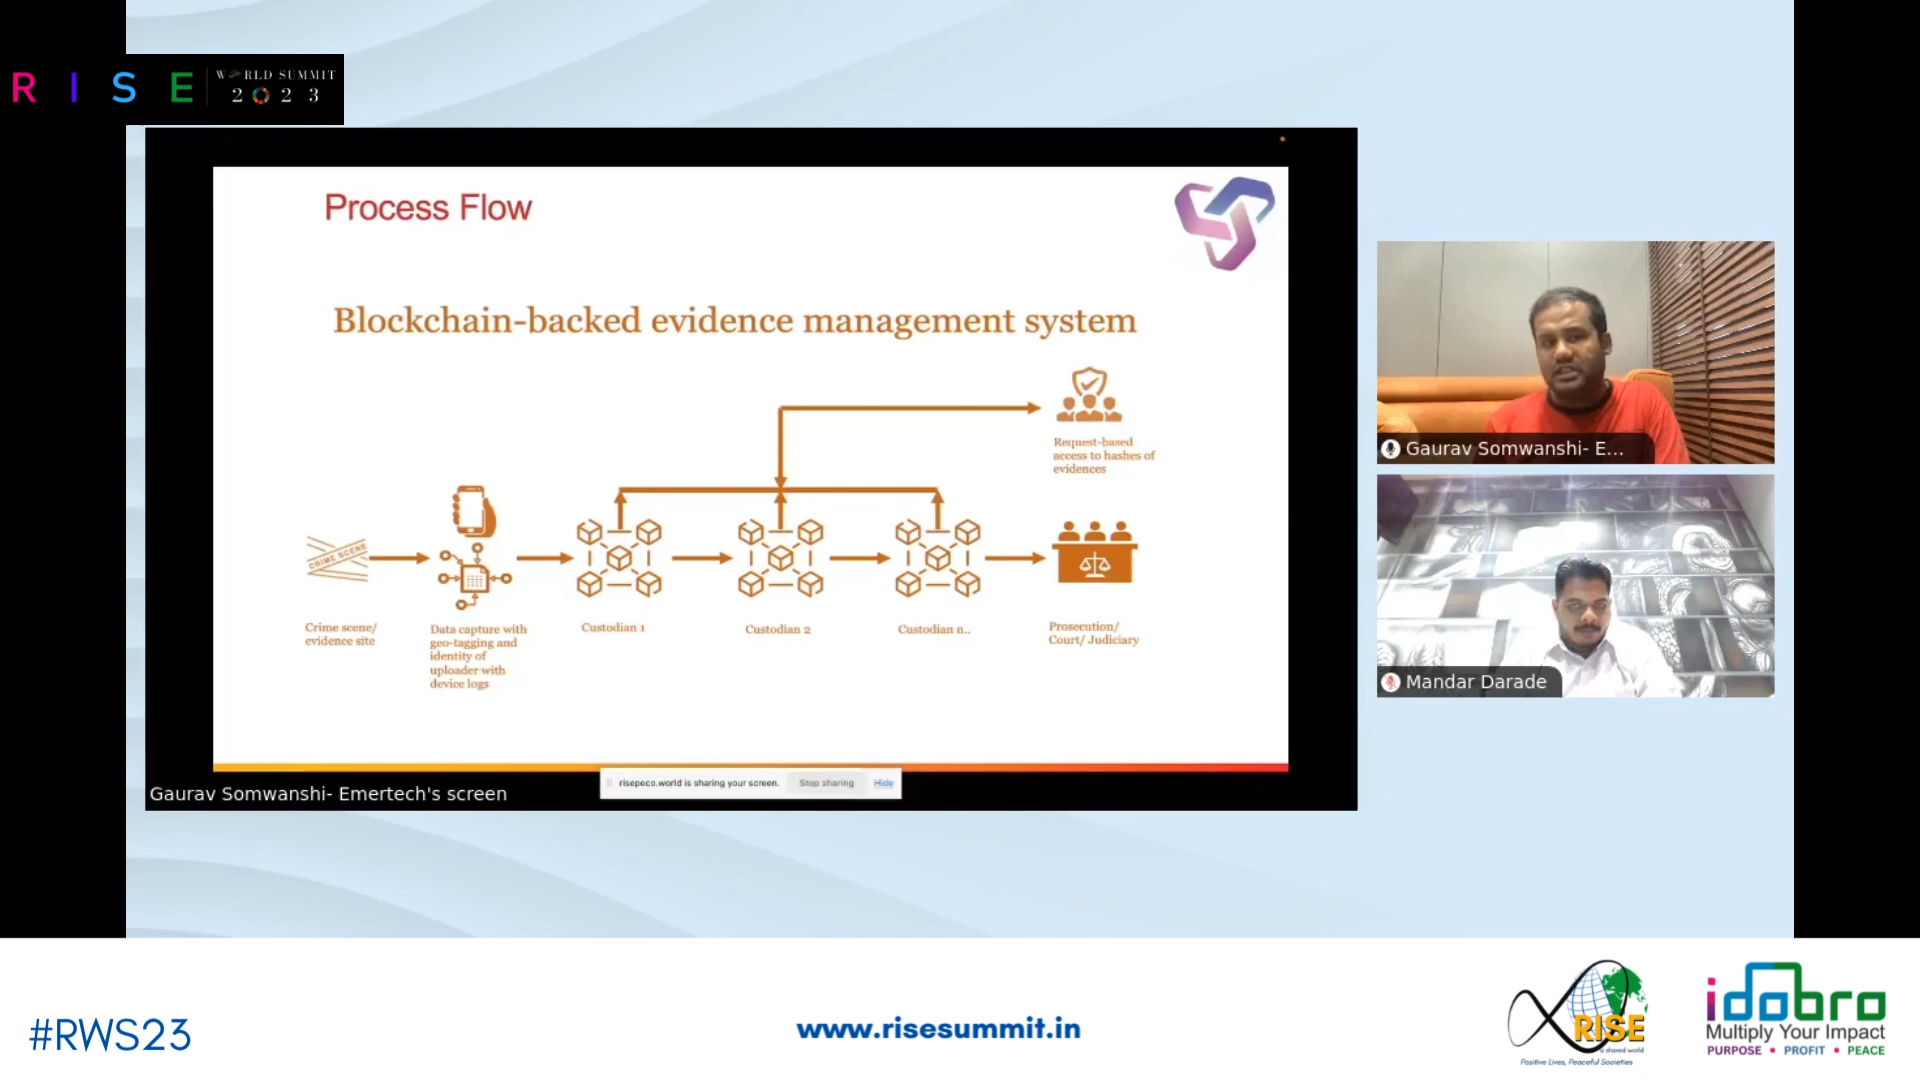 R I S E
WORLD SUMMIT
2023
Process Flow
Blockchain-backed evidence management system
Request-based
access to hashes of
evidences
CRIME SCENE
Crime scene/
evidence site
Data capture with
geo-tagging and
identity of
uploader with
device logs
Custodian 1
Custodian 2
Custodian n..
Prosecution/
Court/ Judiciary
risepeco.world is sharing your screen.
Stop sharing
Hide
Gaurav Somwanshi- Emertech's screen
Gaurav Somwanshi- E...
Mandar Darade
#RWS23
www.risesummit.in
RISE
a shared world
Positive Lives, Peaceful Societies
idobro
Multiply Your Impact
PURPOSE • PROFIT • PEACE